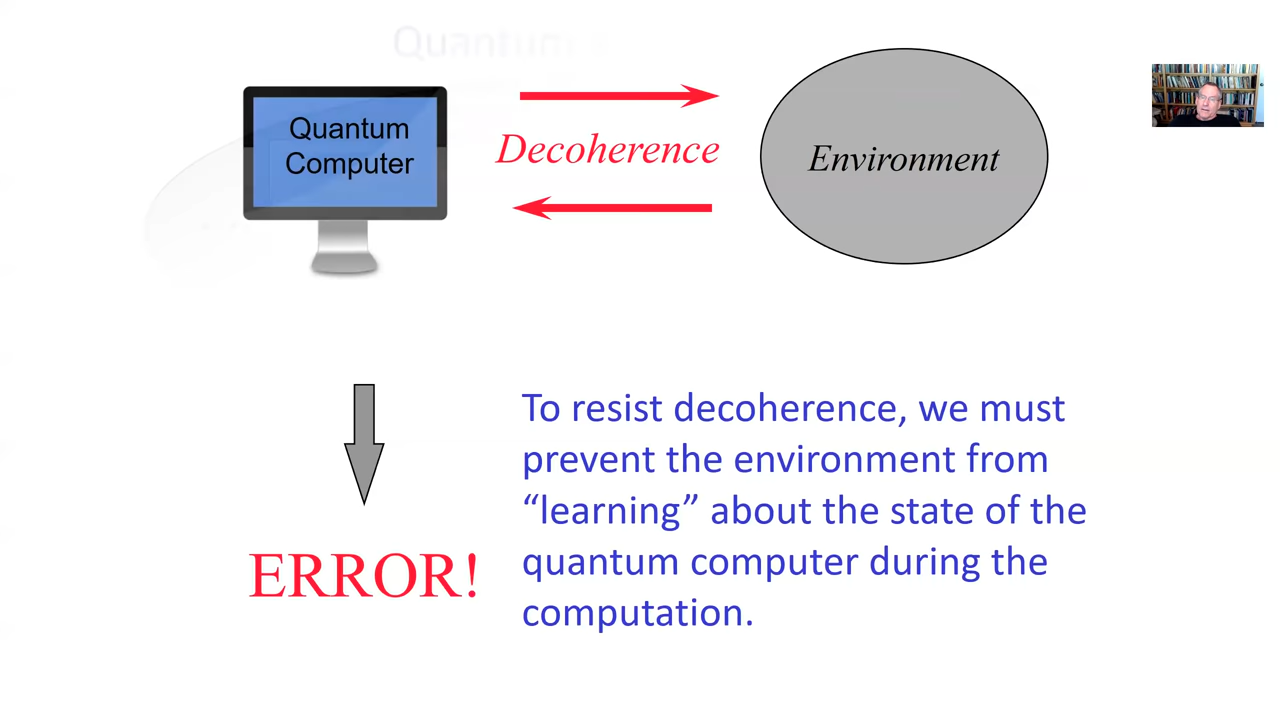 Quantum
Quantum
Computer
Decoherence
Environment
To resist decoherence, we must
prevent the environment from
“learning” about the state of the
quantum computer during the
computation.
ERROR!